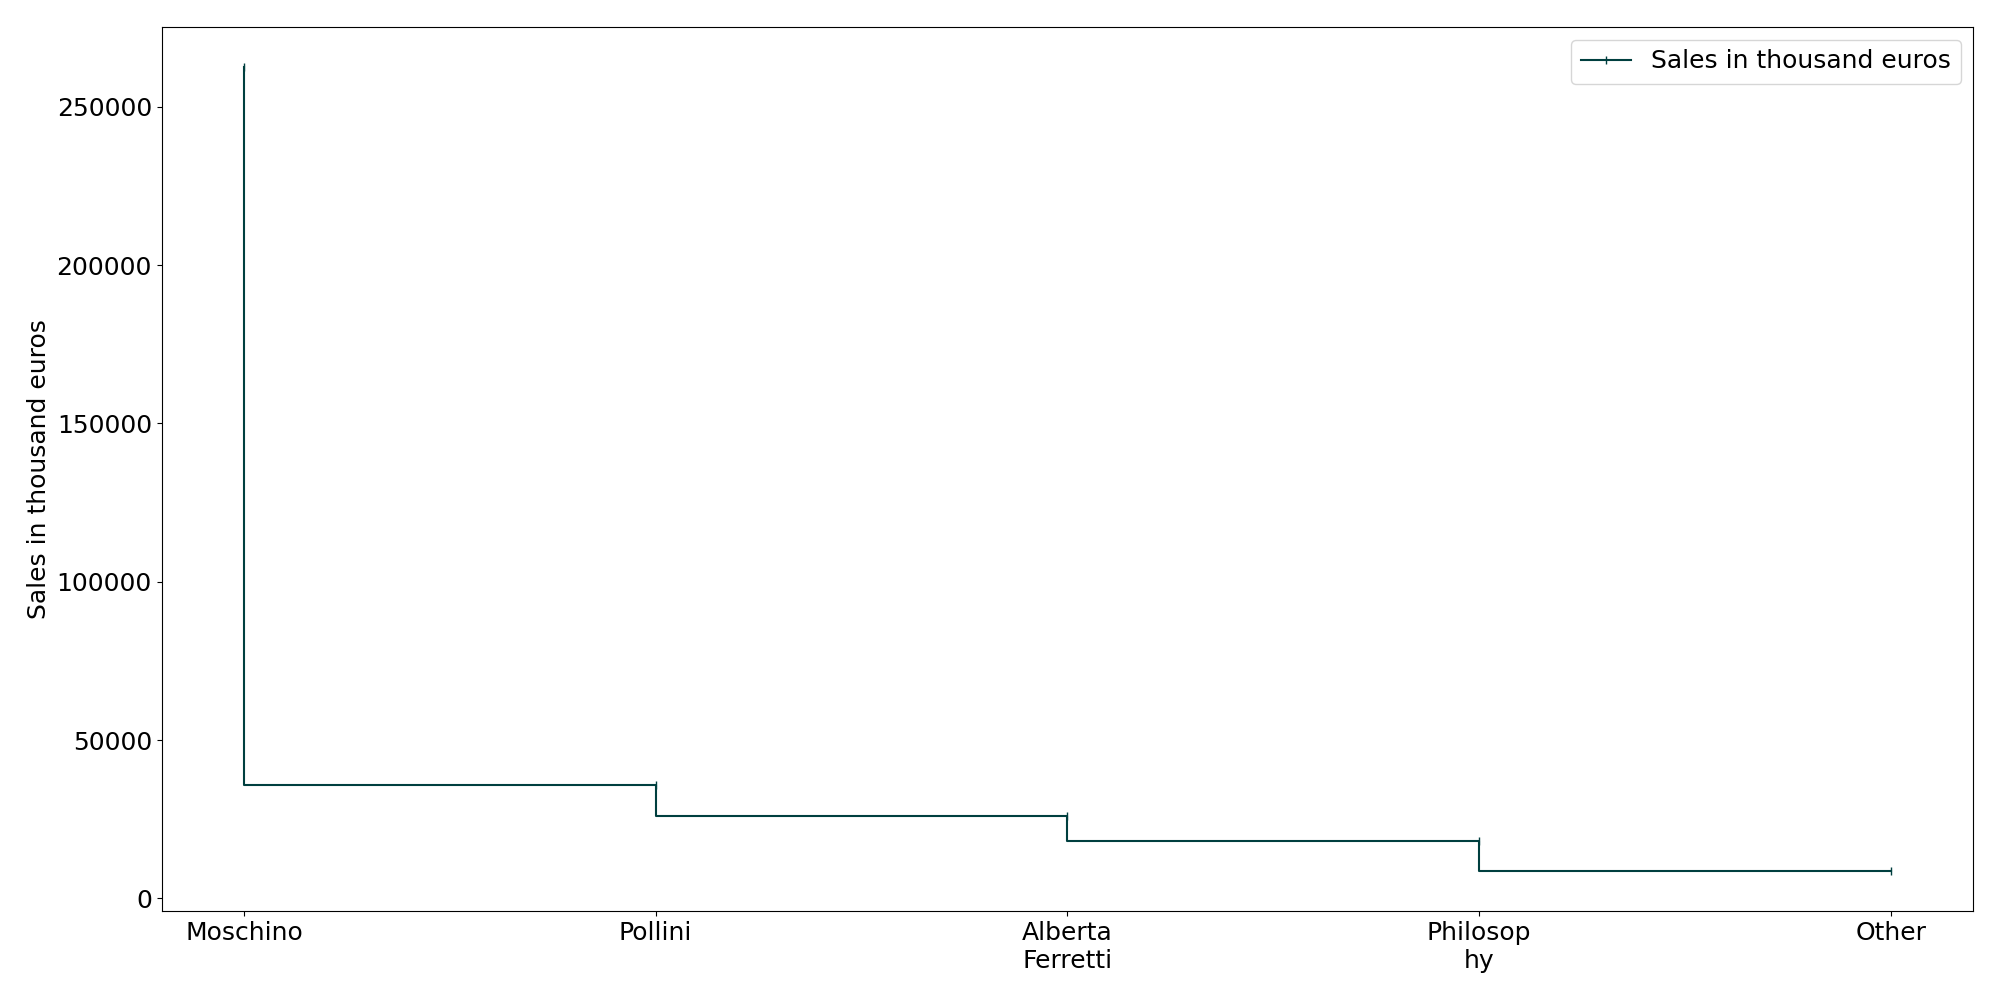 Sales in thousand euros
250000
200000
150000
100000
50000
0
Sales in thousand euros
Moschino
Pollini
Alberta
Ferretti
Philosop
hy
Other